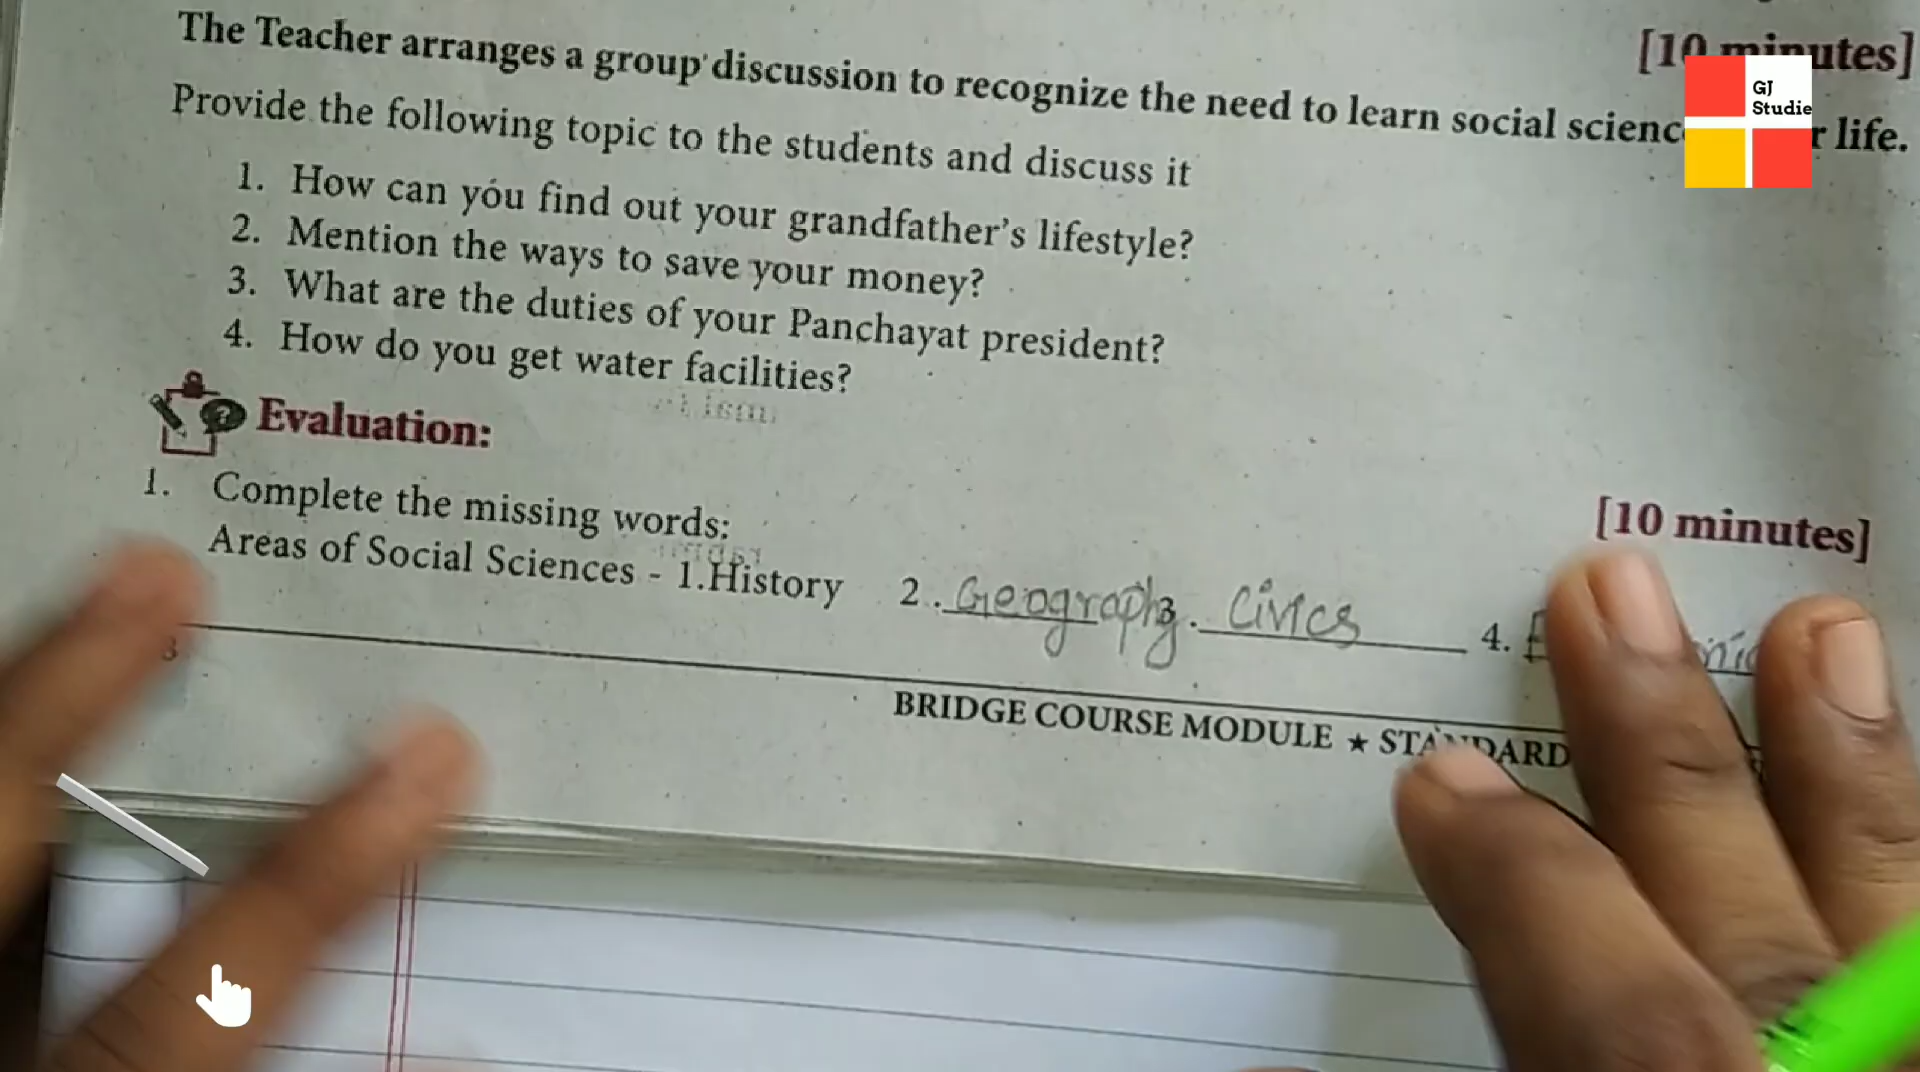 [10 minutes]
GJ
Studie
The Teacher arranges a group discussion to recognize the need to learn social scienc life.
Provide the following topic to the students and discuss it
1. How can you find out your grandfather's lifestyle?
2. Mention the ways to save your money?
3. What are the duties of your Panchayat president?
4. How do you get water facilities?
Evaluation:
[10 minutes]
1. Complete the missing words:
Areas of Social Sciences - 1.History 2. Geography 3. Civics 4.
BRIDGE COURSE MODULE ★ STANDARD